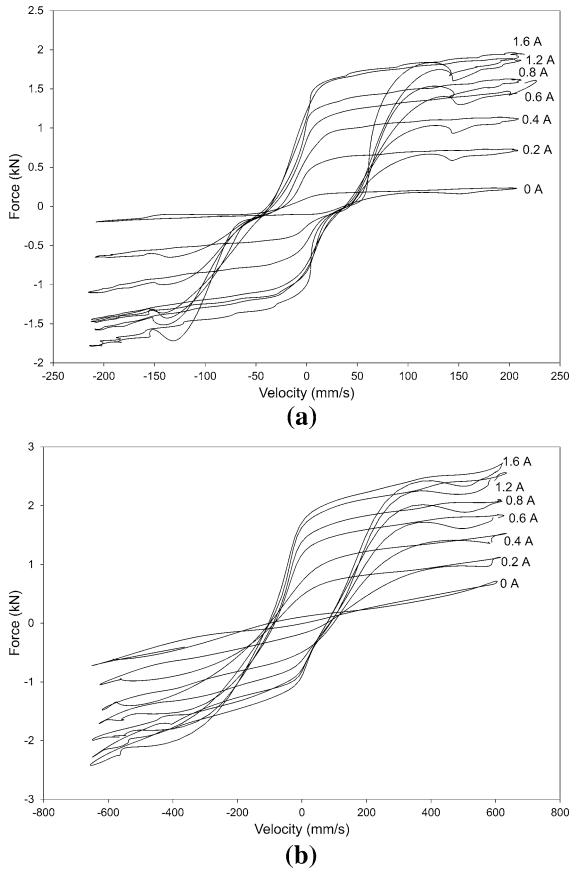 2.5
1.6 A
2
1.2 A
0.8 A
1.5
0.6 A
1
0.4 A
0.2 A
0.5
Force (kN)
0 A
0
-0.5
-1
-1.5
-2
-250 -200 -150 -100 -50 0 50 100 150 200 250
Velocity (mm/s)
(a)
3
1.6 A
1.2 A
2
0.8 A
0.6 A
0.4 A
1
0.2 A
0 A
Force (kN)
0
-1
-2
-3
-800 -600 -400 -200 0 200 400 600 800
Velocity (mm/s)
(b)